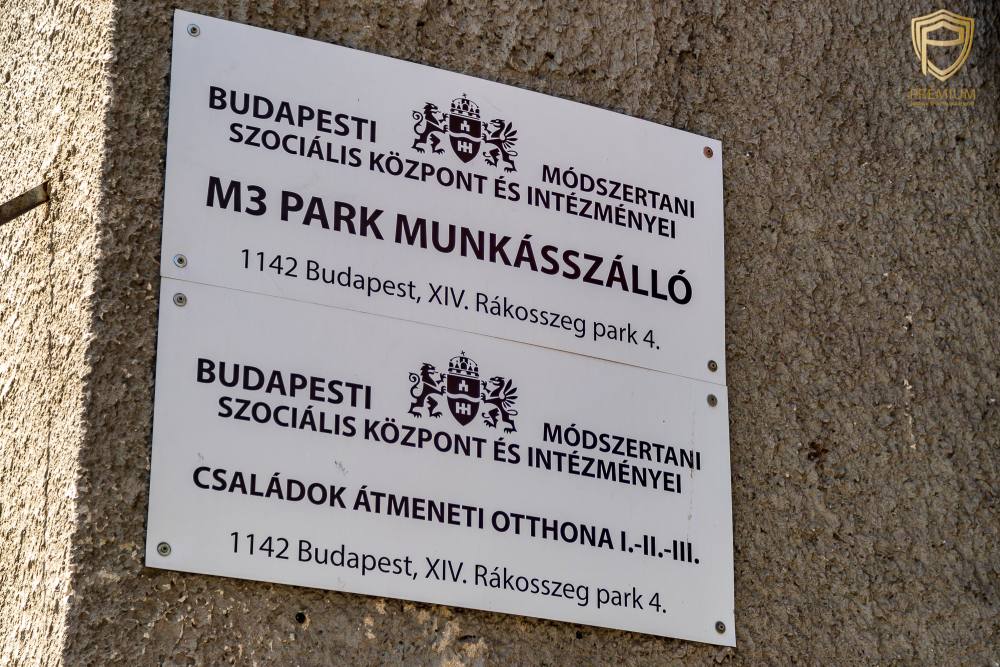 PREMIUM
BUDAPESTI MÓDSZERTANI
SZOCIÁLIS KÖZPONT ÉS INTÉZMÉNYEI
M3 PARK MUNKÁSSZÁLLÓ
1142 Budapest, XIV. Rákosszeg park 4.
BUDAPESTI MÓDSZERTANI
SZOCIÁLIS KÖZPONT ÉS INTÉZMÉNYEI
CSALÁDOK ÁTMENETI OTTHONA I.-II.-III.
1142 Budapest, XIV. Rákosszeg park 4.